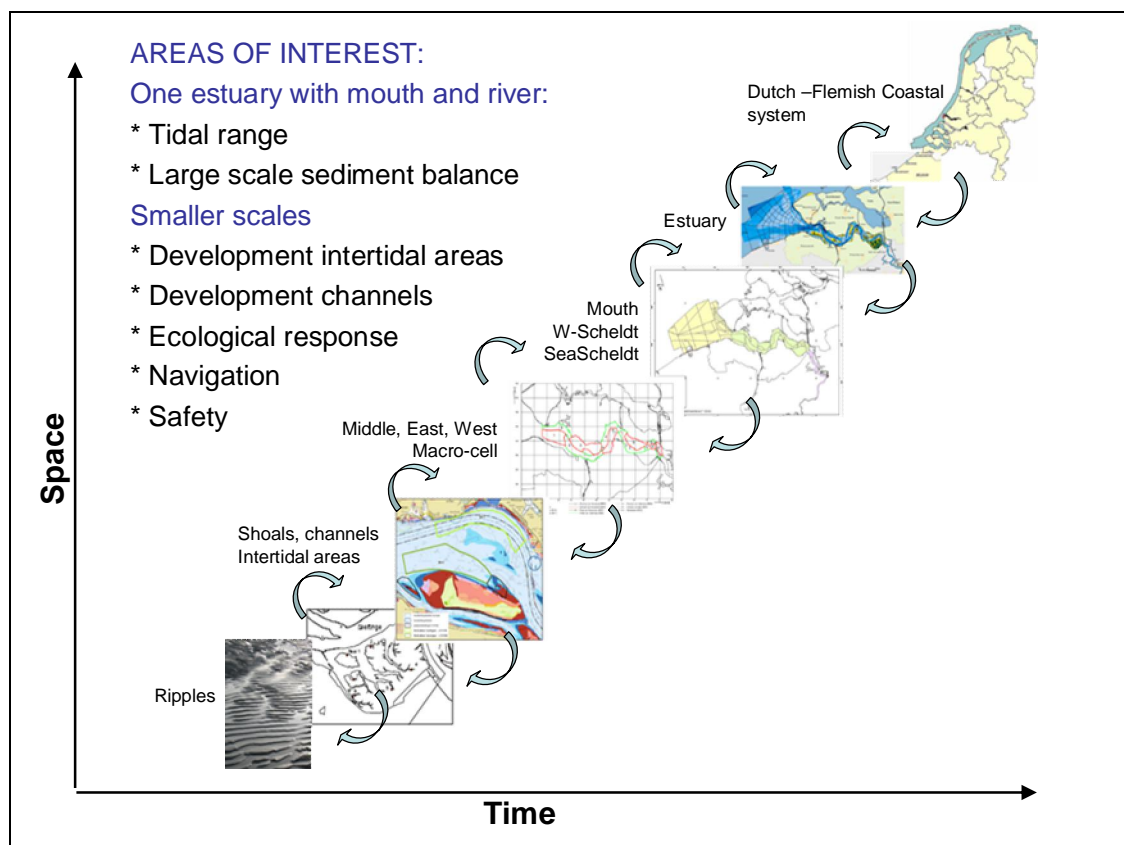 AREAS OF INTEREST:
One estuary with mouth and river:
* Tidal range
* Large scale sediment balance
Smaller scales
* Development intertidal areas
* Development channels
* Ecological response
* Navigation
* Safety
Dutch –Flemish Coastal
system
Estuary
Mouth
W-Scheldt
SeaScheldt
Middle, East, West
Macro-cell
Shoals, channels
Intertidal areas
Ripples
Space
Time